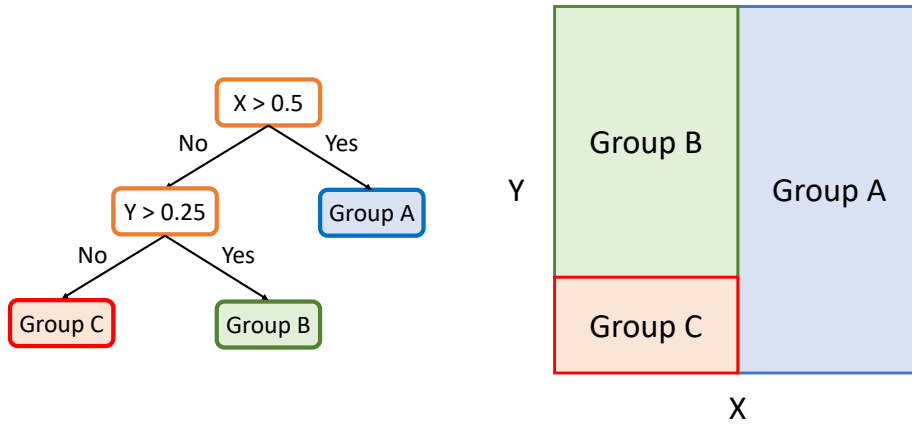 X > 0.5
No
Yes
Y > 0.25
Group A
No
Yes
Group C
Group B
Group B
Group A
Y
Group C
X